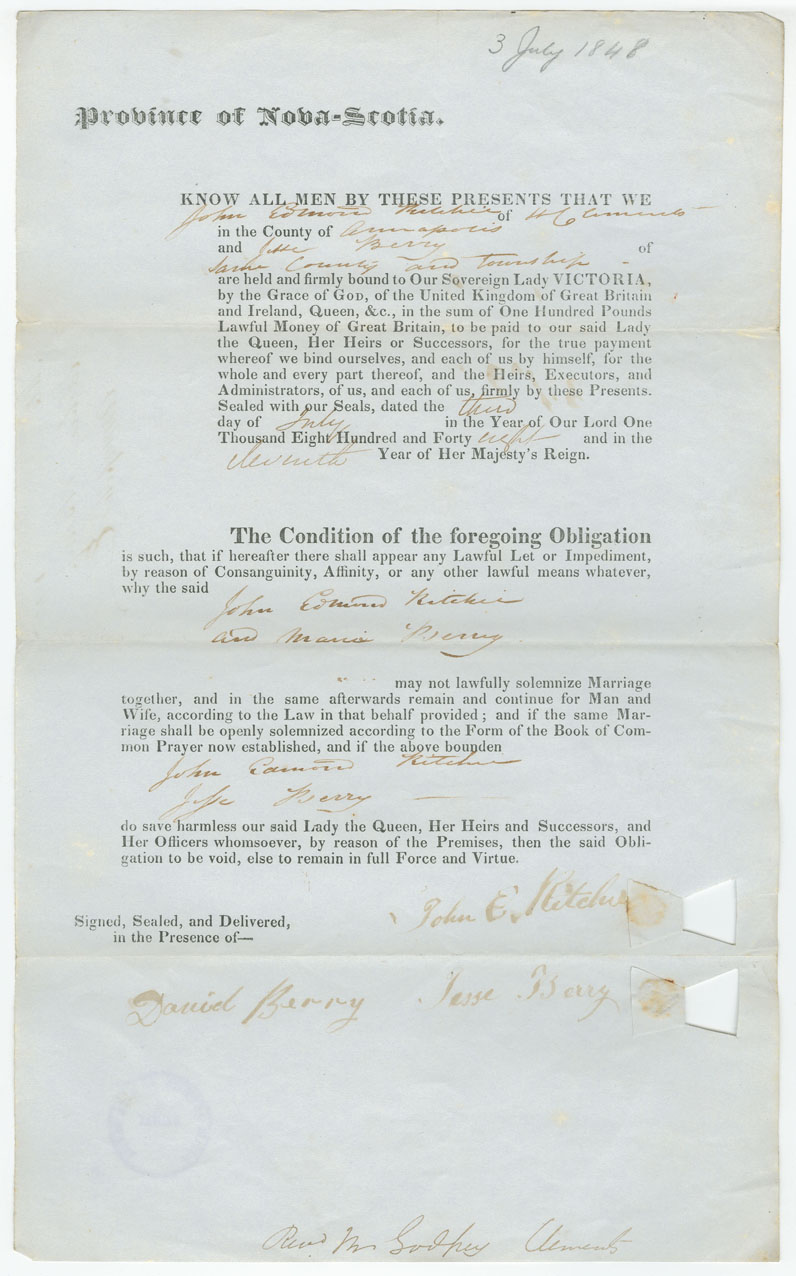 3 July 1848
Province of Nova-Scotia.
KNOW ALL MEN BY THESE PRESENTS THAT WE
John Edmond Ritchie of Clements
in the County of Annapolis
and Jesse Berry of
Same County and township
are held and firmly bound to Our Sovereign Lady VICTORIA,
by the Grace of GOD, of the United Kingdom of Great Britain
and Ireland, Queen, &c., in the sum of One Hundred Pounds
Lawful Money of Great Britain, to be paid to our said Lady
the Queen, Her Heirs or Successors, for the true payment
whereof we bind ourselves, and each of us by himself, for the
whole and every part thereof, and the Heirs, Executors, and
Administrators, of us, and each of us, firmly by these Presents.
Sealed with our Seals, dated the third
day of July in the Year of Our Lord One
Thousand Eight Hundred and Forty eight and in the
eleventh Year of Her Majesty's Reign.
The Condition of the foregoing Obligation
is such, that if hereafter there shall appear any Lawful Let or Impediment,
by reason of Consanguinity, Affinity, or any other lawful means whatever,
why the said
John Edmond Ritchie
and Maria Berry
may not lawfully solemnize Marriage
together, and in the same afterwards remain and continue for Man and
Wife, according to the Law in that behalf provided; and if the same Mar-
riage shall be openly solemnized according to the Form of the Book of Com-
mon Prayer now established, and if the above bounden
John Edmond Ritchie
Jesse Berry
do save harmless our said Lady the Queen, Her Heirs and Successors, and
Her Officers whomsoever, by reason of the Premises, then the said Obli-
gation to be void, else to remain in full Force and Virtue.
John E. Ritchie
Signed, Sealed, and Delivered,
in the Presence of—
David Berry Jesse Berry
Revd Mr Godfrey Clements